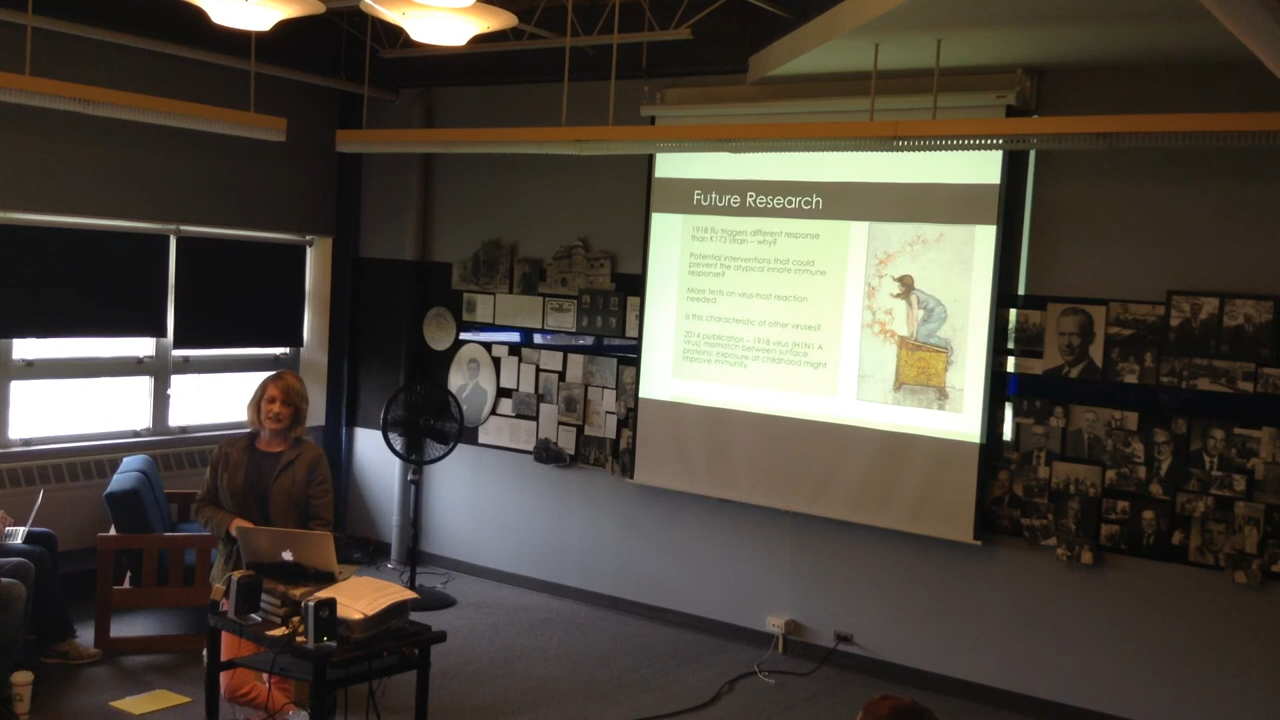 Future Research
1918 flu triggers different response
than K173 strain – why?
Potential interventions that could
prevent the atypical innate immune
response?
More tests on virus-host reaction
needed.
Is this characteristic of other viruses?
2014 publication – 1918 virus (H1N1 A
virus) mismatch between surface
proteins; exposure at childhood might
improve immunity.